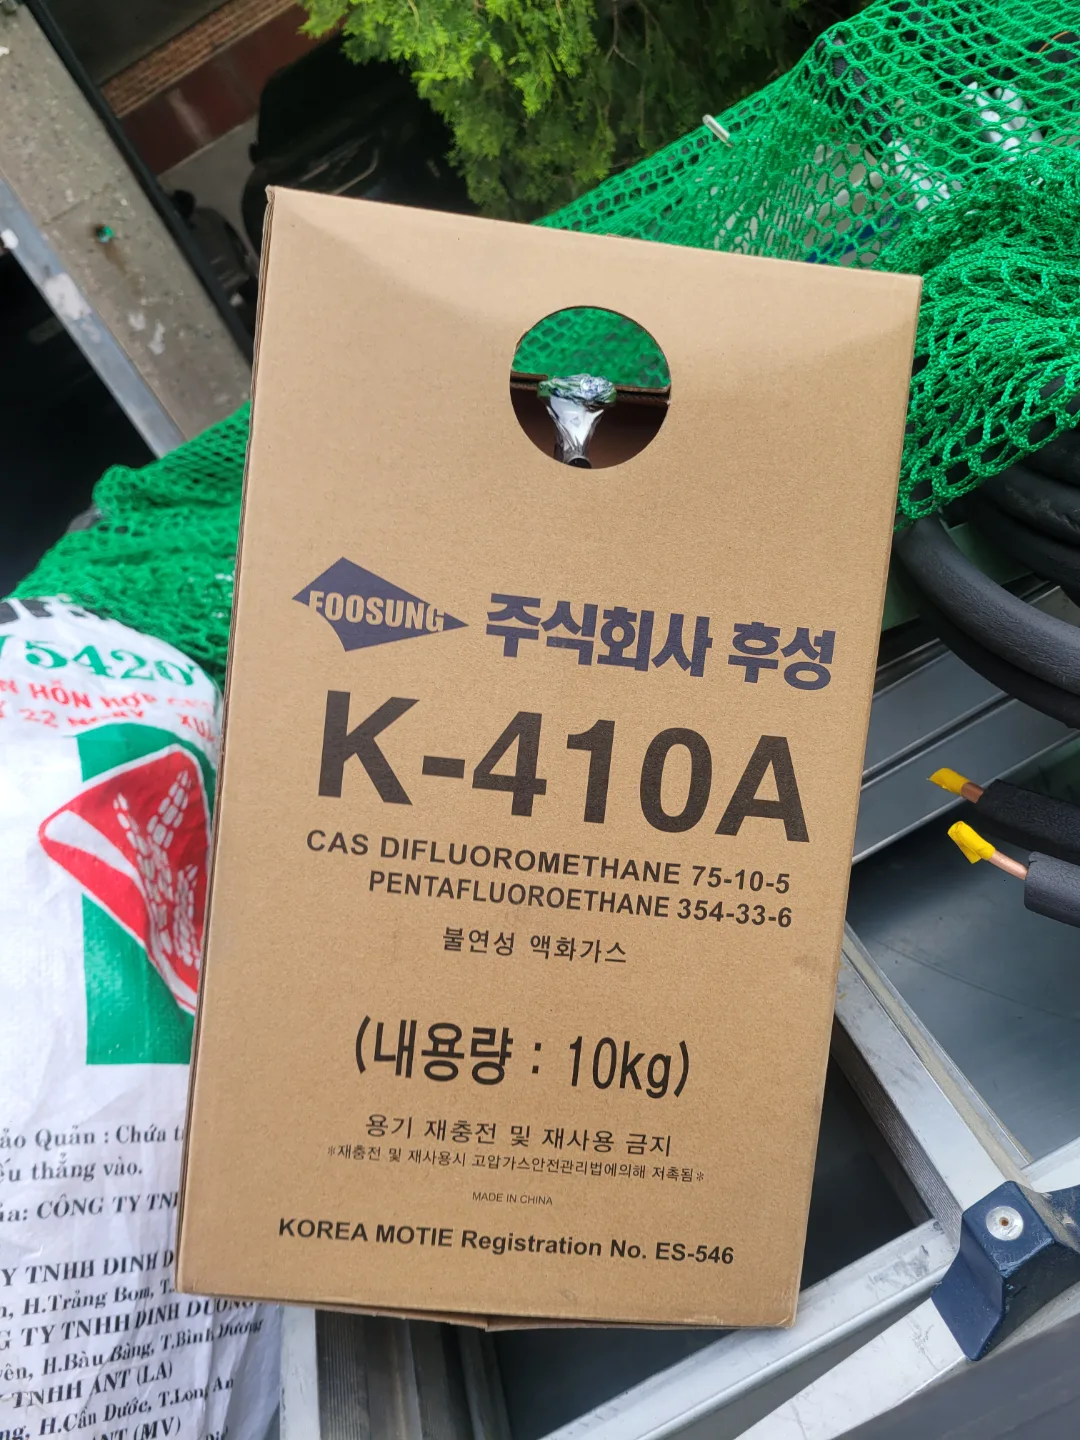 FOOSUNG 주식회사 후성
K-410A
CAS DIFLUOROMETHANE 75-10-5
PENTAFLUOROETHANE 354-33-6
불연성 액화가스
(내용량 : 10kg)
용기 재충전 및 재사용 금지
*재충전 및 재사용시 고압가스안전관리법에의해 저촉됨*
MADE IN CHINA
KOREA MOTIE Registration No. ES-546
HỖN HỢP
22
Quản : Chứa
thẳng vào.
CÔNG TY
TNHH DINH
H.Trảng Bom,
TY TNHH DINH DƯỠNG
H.Bàu Bàng, T.Bình Dương
TNHH ANT (LA)
H.Cần Đước, T.Long An
(MV)